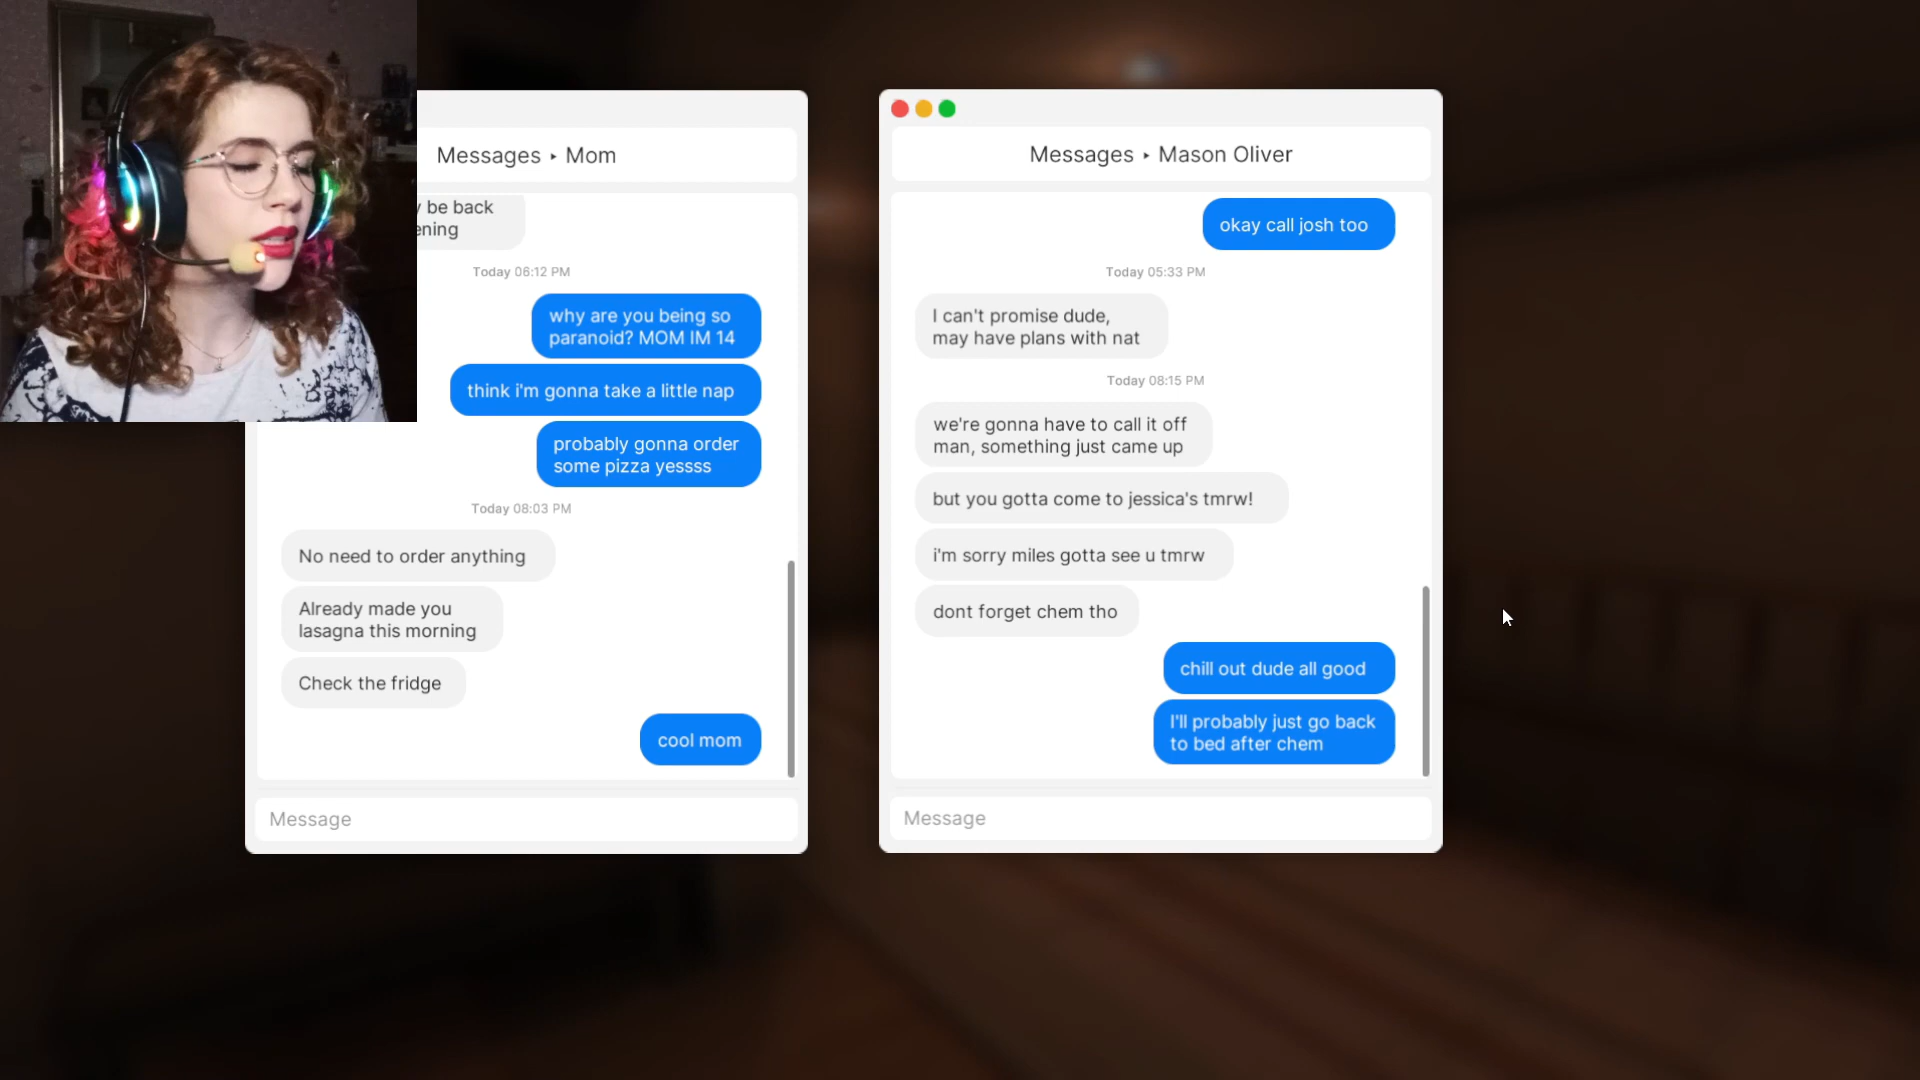 Messages ▸ Mom
y be back
ening
Today 06:12 PM
why are you being so
paranoid? MOM IM 14
think i'm gonna take a little nap
probably gonna order
some pizza yessss
Today 08:03 PM
No need to order anything
Already made you
lasagna this morning
Check the fridge
cool mom
Message
Messages ▸ Mason Oliver
okay call josh too
Today 05:33 PM
I can't promise dude,
may have plans with nat
Today 08:15 PM
we're gonna have to call it off
man, something just came up
but you gotta come to jessica's tmrw!
i'm sorry miles gotta see u tmrw
dont forget chem tho
chill out dude all good
I'll probably just go back
to bed after chem
Message